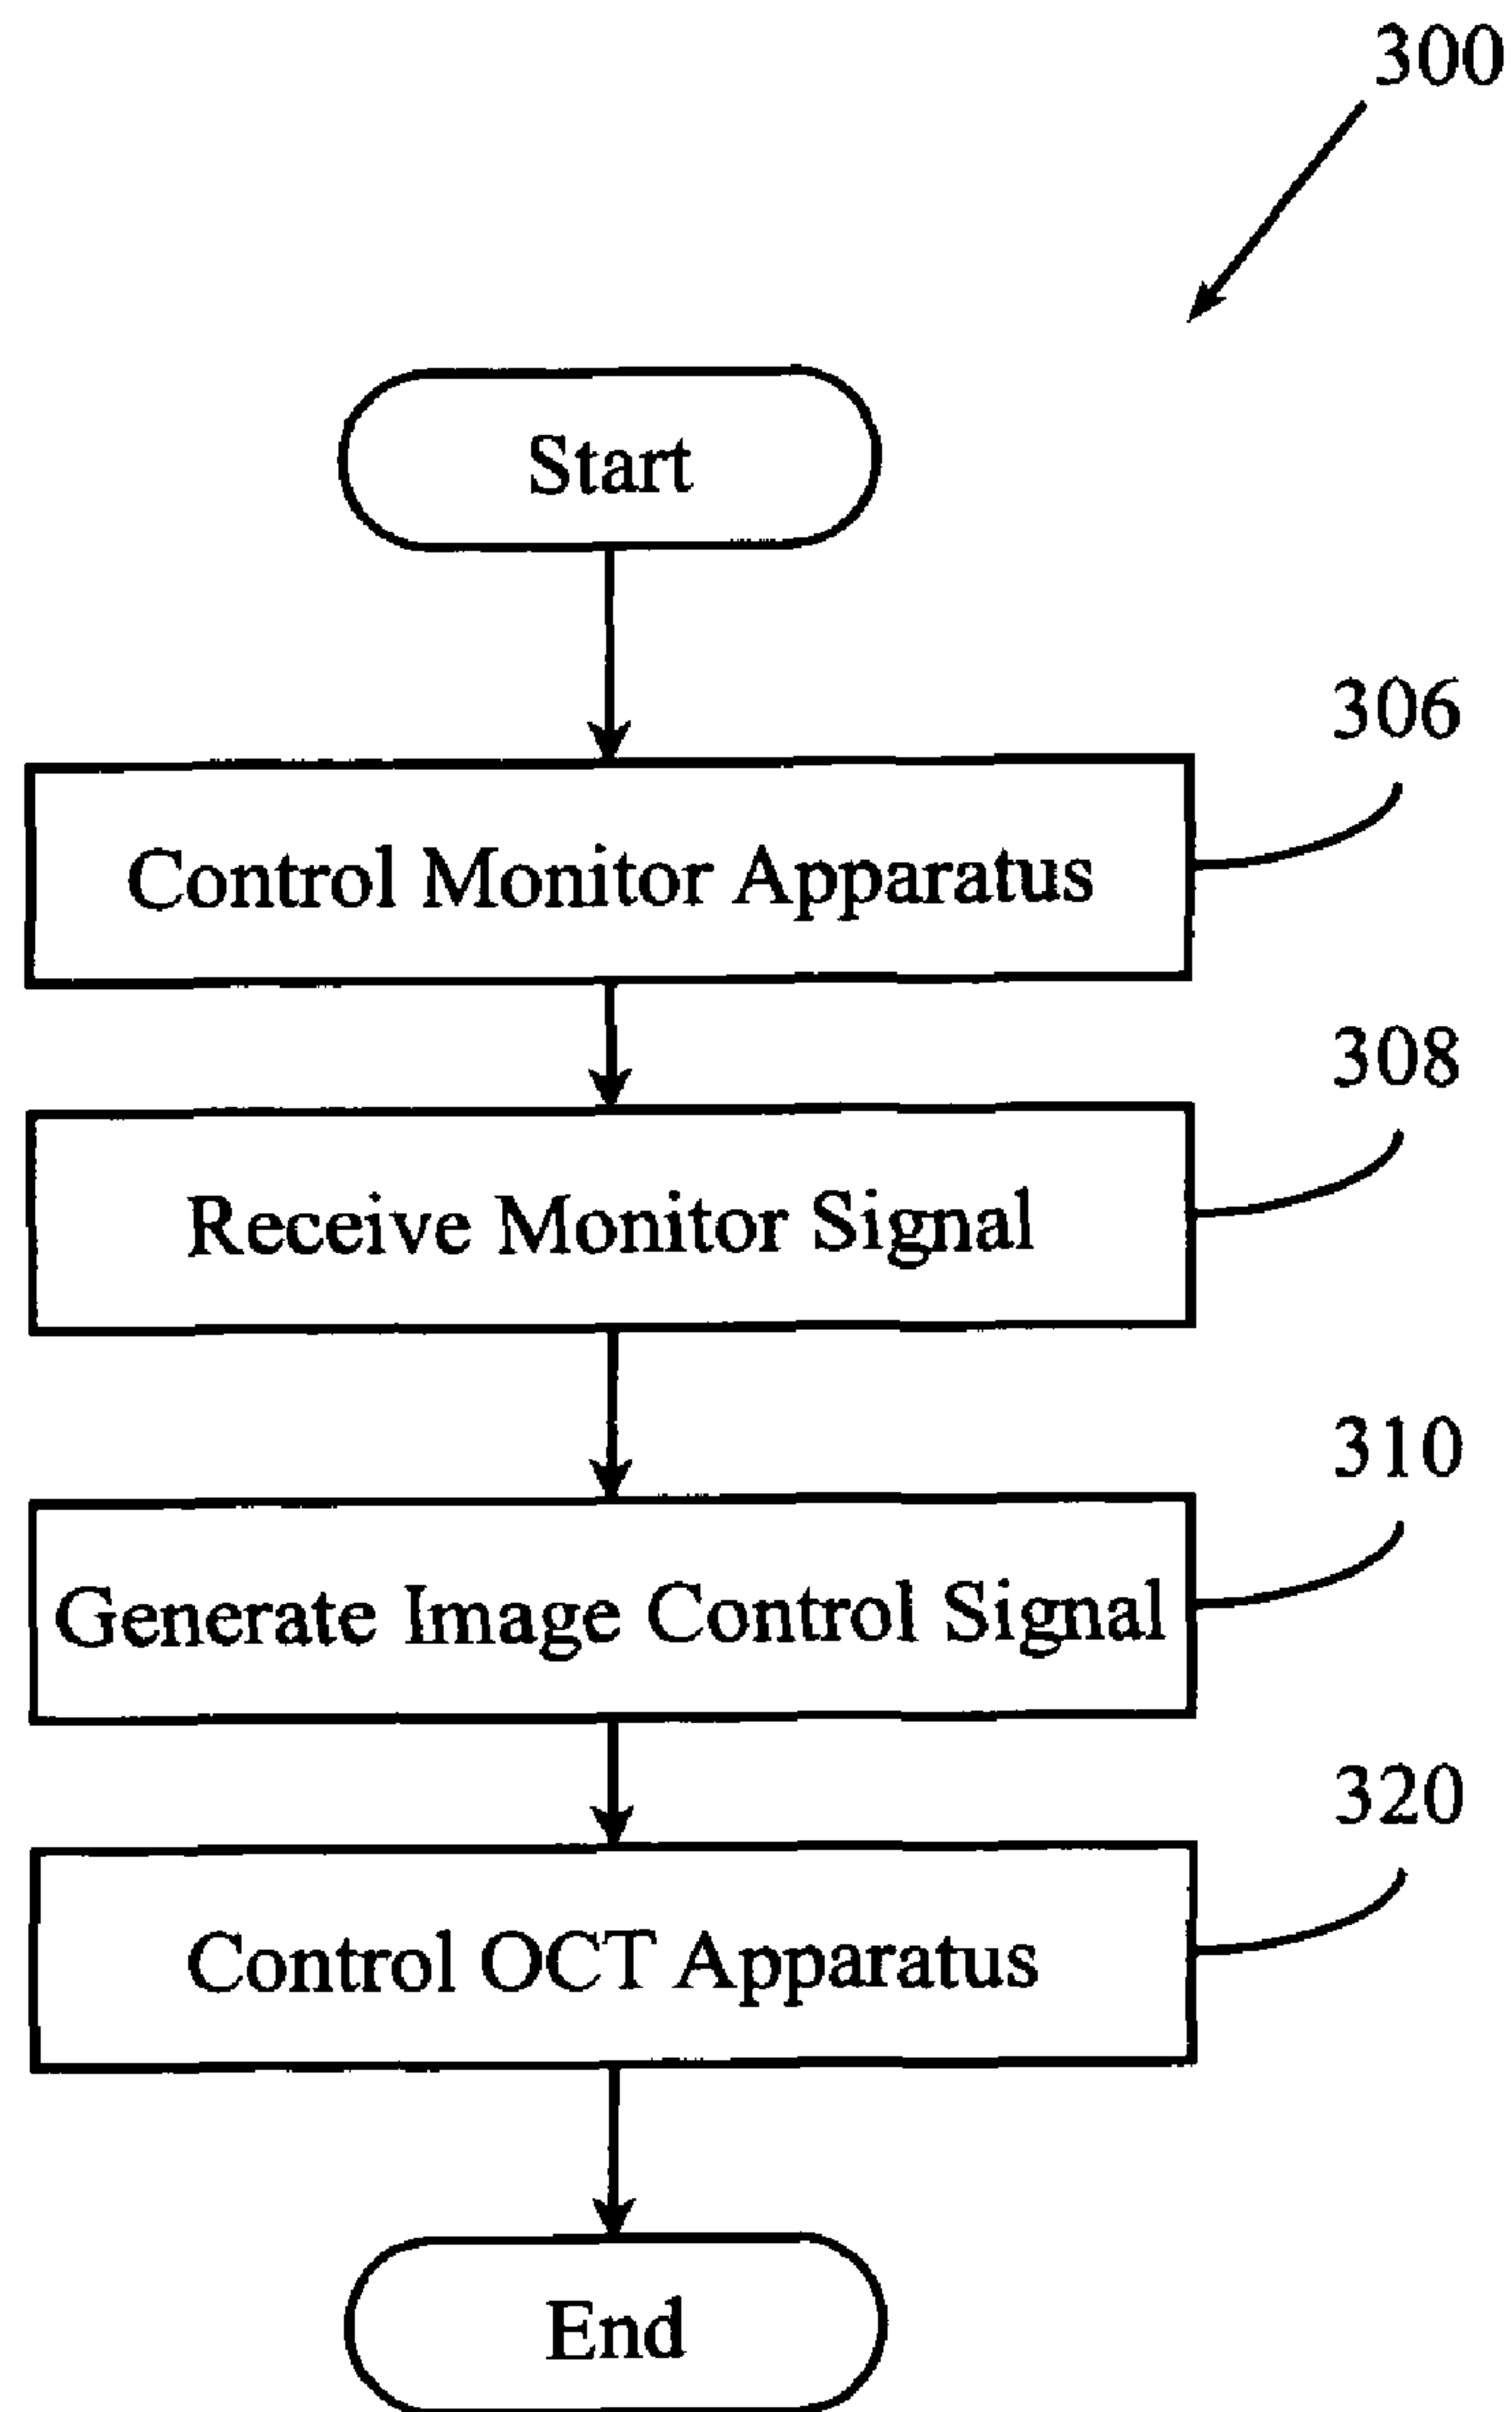 300
Start
306
Control Monitor Apparatus
308
Receive Monitor Signal
310
Generate Image Control Signal
320
Control OCT Apparatus
End